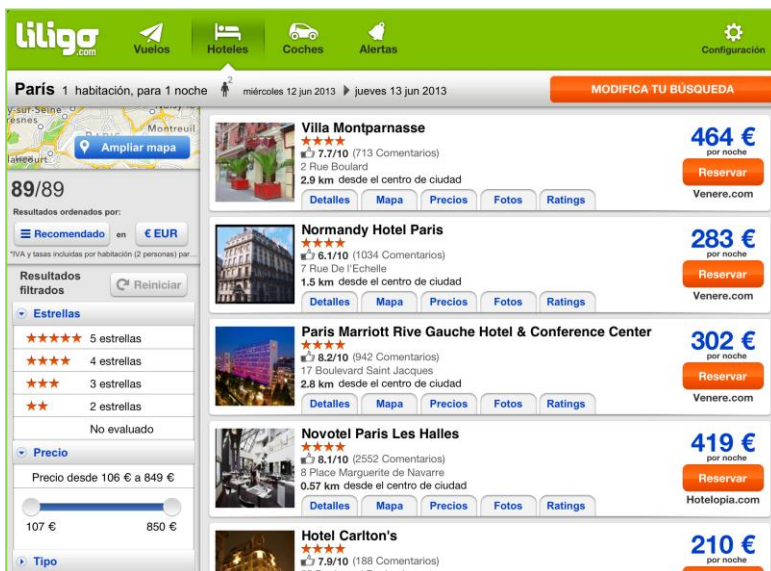 liligo.com
Vuelos
Hoteles
Coches
Alertas
Configuración
París 1 habitación, para 1 noche 2 miércoles 12 jun 2013 jueves 13 jun 2013
MODIFICA TU BÚSQUEDA
Montreuil
Ampliar mapa
89/89
Resultados ordenados por:
Recomendado en € EUR
*IVA y tasas incluidas por habitación (2 personas) par...
Resultados filtrados
Reiniciar
Estrellas
5 estrellas
4 estrellas
3 estrellas
2 estrellas
No evaluado
Precio
Precio desde 106 € a 849 €
107 € 850 €
Tipo
Villa Montparnasse
7.7/10 (713 Comentarios)
2 Rue Boulard
2.9 km desde el centro de ciudad
Detalles Mapa Precios Fotos Ratings
464 €
por noche
Reservar
Venere.com
Normandy Hotel Paris
6.1/10 (1034 Comentarios)
7 Rue De l'Echelle
1.5 km desde el centro de ciudad
Detalles Mapa Precios Fotos Ratings
283 €
por noche
Reservar
Venere.com
Paris Marriott Rive Gauche Hotel & Conference Center
8.2/10 (942 Comentarios)
17 Boulevard Saint Jacques
2.8 km desde el centro de ciudad
Detalles Mapa Precios Fotos Ratings
302 €
por noche
Reservar
Venere.com
Novotel Paris Les Halles
8.1/10 (2552 Comentarios)
8 Place Marguerite de Navarre
0.57 km desde el centro de ciudad
Detalles Mapa Precios Fotos Ratings
419 €
por noche
Reservar
Hotelopia.com
Hotel Carlton's
7.9/10 (188 Comentarios)
210 €
por noche